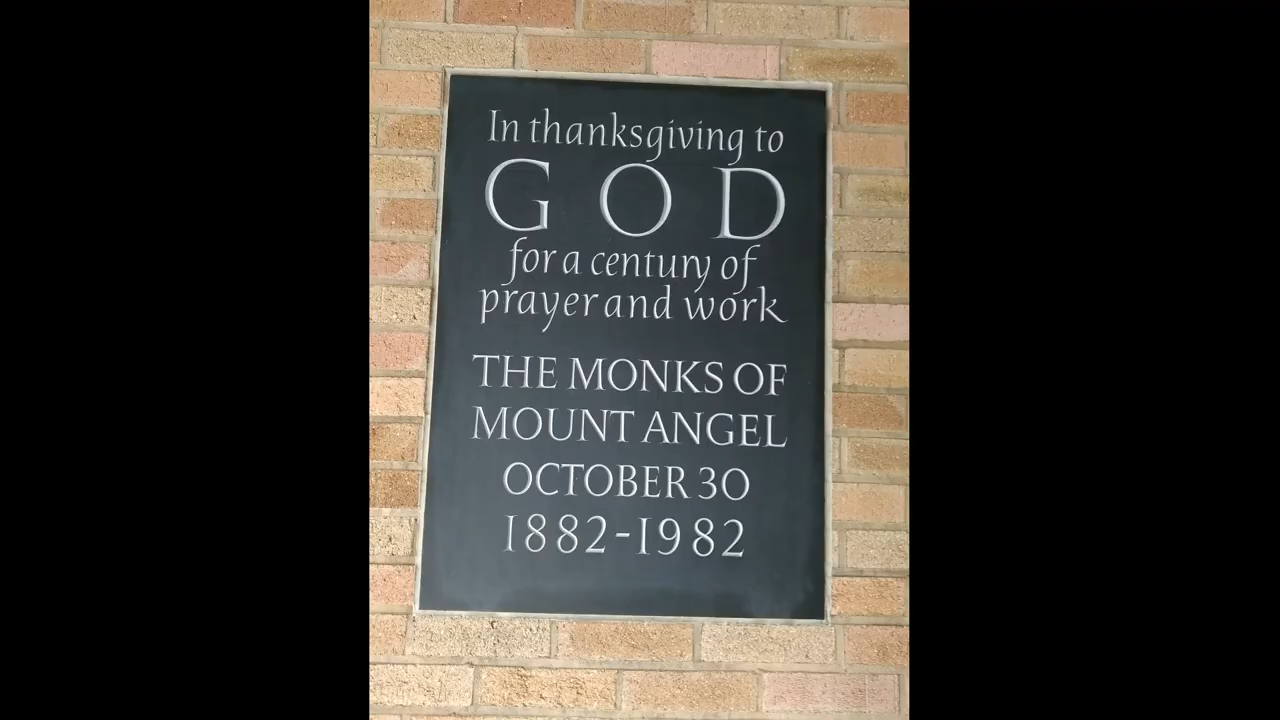 In thanksgiving to
GOD
for a century of
prayer and work
THE MONKS OF
MOUNT ANGEL
OCTOBER 30
1882-1982